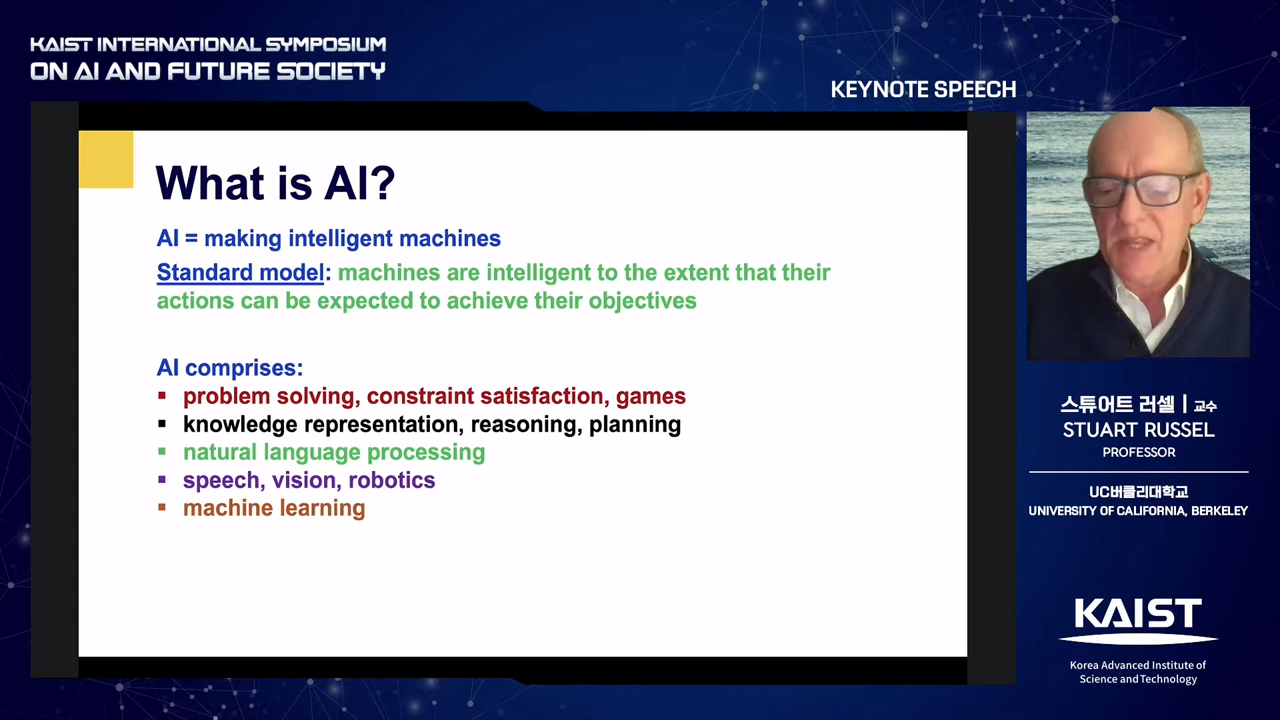 KAIST INTERNATIONAL SYMPOSIUM
ON AI AND FUTURE SOCIETY
KEYNOTE SPEECH
What is AI?
AI = making intelligent machines
Standard model: machines are intelligent to the extent that their
actions can be expected to achieve their objectives
AI comprises:
▪ problem solving, constraint satisfaction, games
▪ knowledge representation, reasoning, planning
▪ natural language processing
▪ speech, vision, robotics
▪ machine learning
스튜어트 러셀 | 교수
STUART RUSSEL
PROFESSOR
UC버클리대학교
UNIVERSITY OF CALIFORNIA, BERKELEY
KAIST
Korea Advanced Institute of
Science and Technology